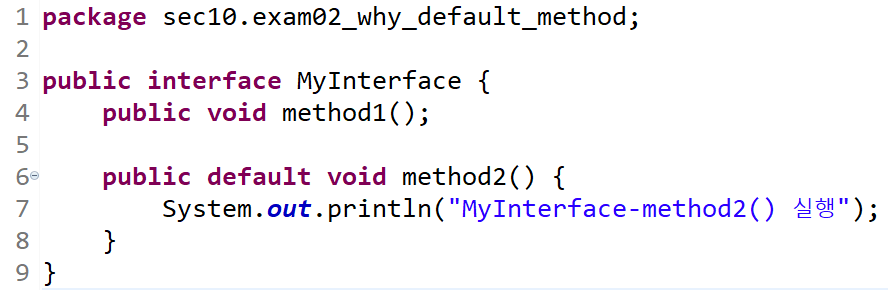 1 package sec10.exam02_why_default_method;
2
3 public interface MyInterface {
4     public void method1();
5
6     public default void method2() {
7         System.out.println("MyInterface-method2() 실행");
8     }
9 }